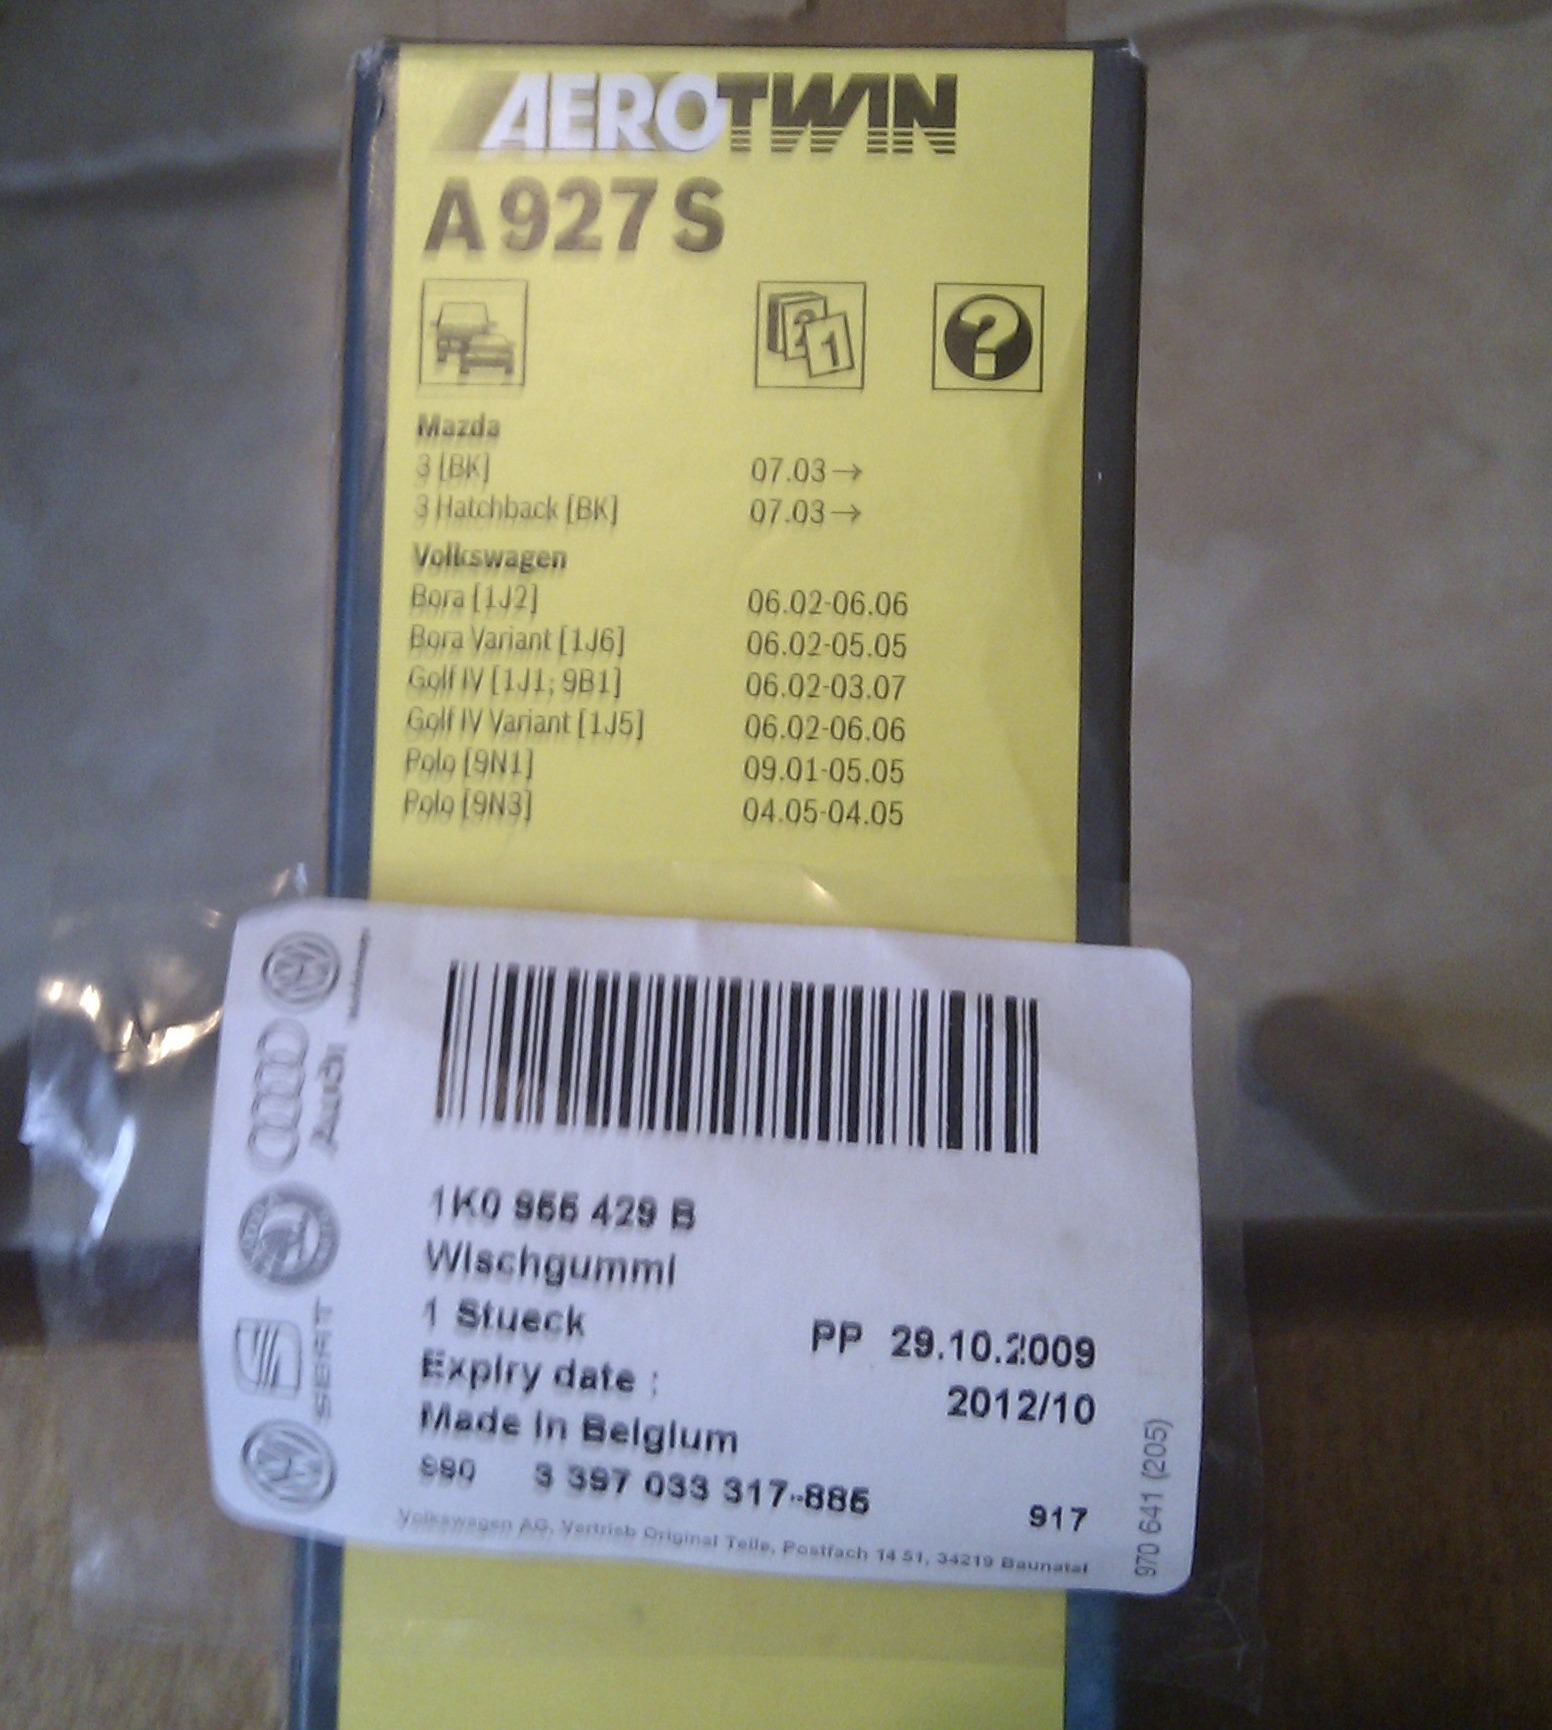 AEROTWIN
A 927 S
Mazda
3 [BK] 07.03→
3 Hatchback [BK] 07.03→
Volkswagen
Bora [1J2] 06.02-06.06
Bora Variant [1J6] 06.02-05.05
Golf IV [1J1; 9B1] 06.02-03.07
Golf IV Variant [1J5] 06.02-06.06
Polo [9N1] 09.01-05.05
Polo [9N3] 04.05-04.05
1K0 955 429 B
Wischgummi
1 Stueck PP 29.10.2009
Expiry date : 2012/10
Made in Belgium
990 3 397 033 317-885 917
Volkswagen AG, Vertrieb Original Teile, Postfach 14 51, 34219 Baunatal
970 641 (205)
Audi
SEAT